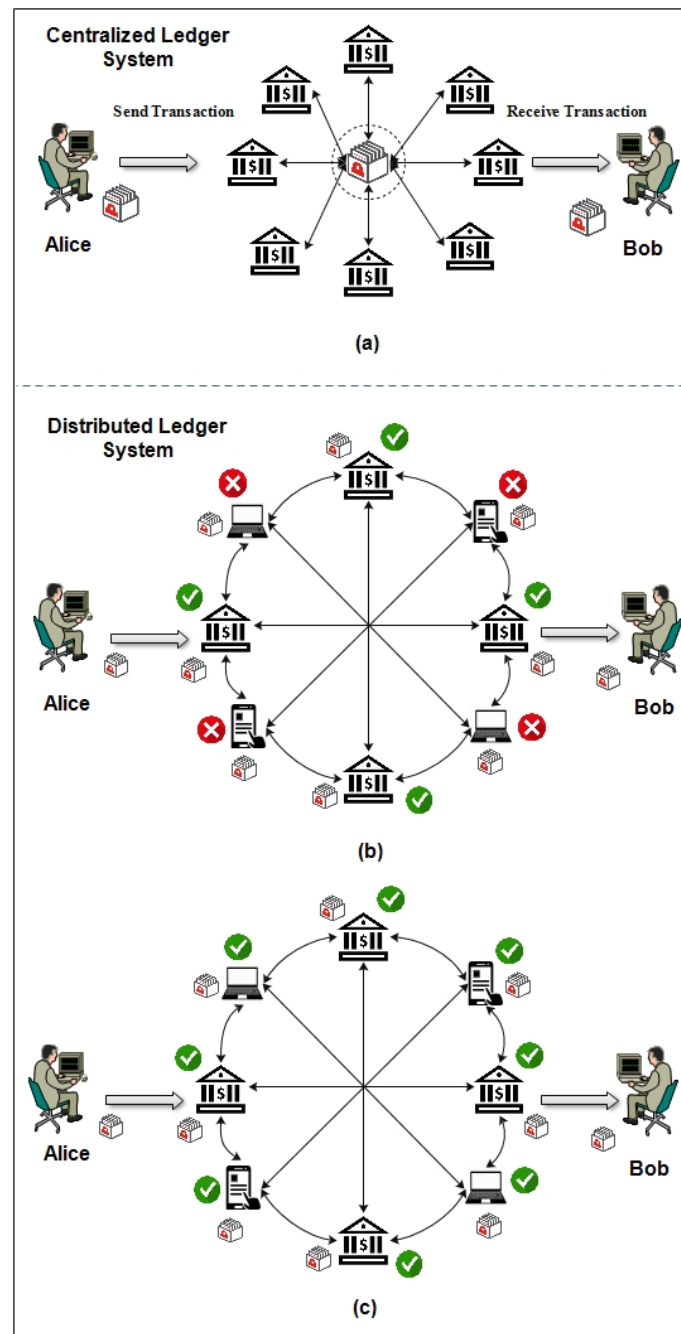 Centralized Ledger
System
Send Transaction
Receive Transaction
Alice
Bob
(a)
Distributed Ledger
System
Alice
Bob
(b)
Alice
Bob
(c)